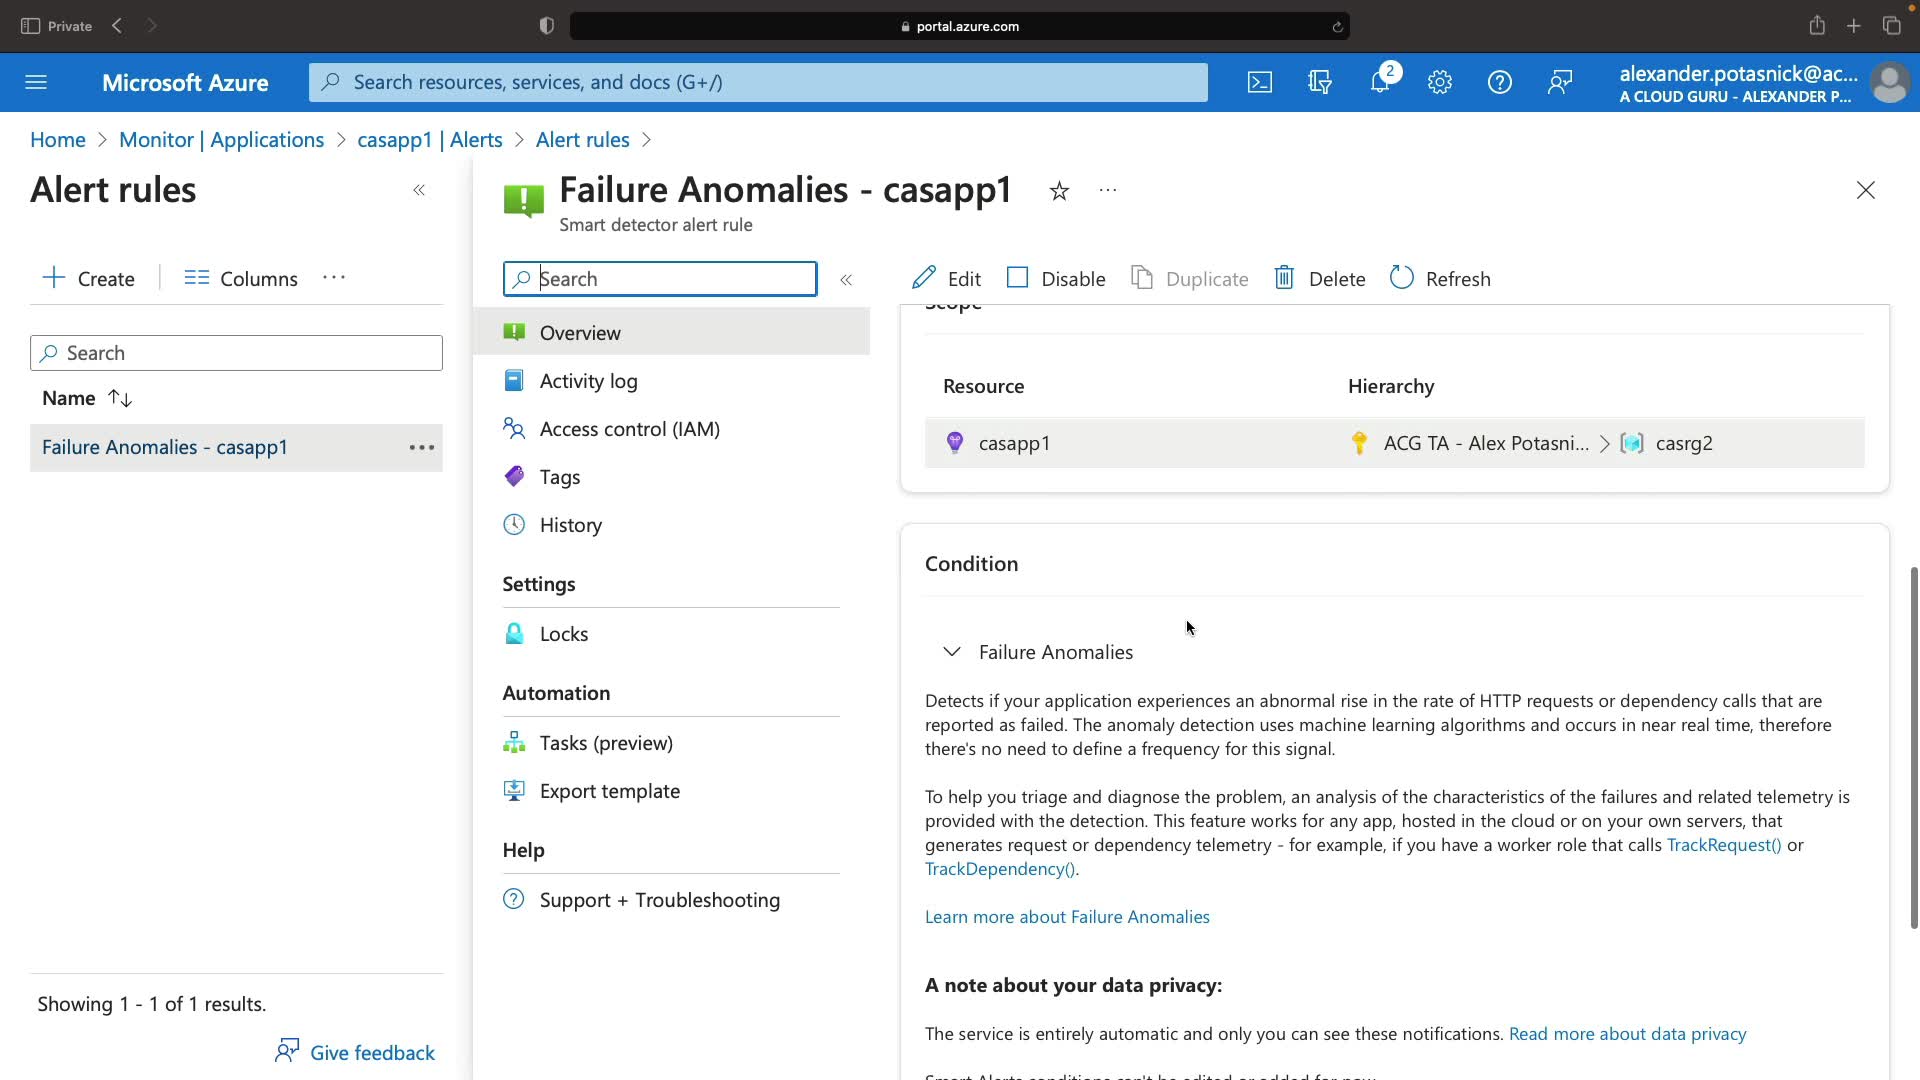 Private
portal.azure.com
Microsoft Azure
Search resources, services, and docs (G+/)
2
alexander.potasnick@ac...
A CLOUD GURU - ALEXANDER P...
Home > Monitor | Applications > casapp1 | Alerts > Alert rules >
Alert rules
Failure Anomalies - casapp1
Smart detector alert rule
Create
Columns
Search
Name
Failure Anomalies - casapp1
Showing 1 - 1 of 1 results.
Give feedback
Search
Overview
Activity log
Access control (IAM)
Tags
History
Settings
Locks
Automation
Tasks (preview)
Export template
Help
Support + Troubleshooting
Edit
Disable
Duplicate
Delete
Refresh
Scope
Resource
Hierarchy
casapp1
ACG TA - Alex Potasni... > casrg2
Condition
Failure Anomalies
Detects if your application experiences an abnormal rise in the rate of HTTP requests or dependency calls that are
reported as failed. The anomaly detection uses machine learning algorithms and occurs in near real time, therefore
there's no need to define a frequency for this signal.
To help you triage and diagnose the problem, an analysis of the characteristics of the failures and related telemetry is
provided with the detection. This feature works for any app, hosted in the cloud or on your own servers, that
generates request or dependency telemetry - for example, if you have a worker role that calls TrackRequest() or
TrackDependency().
Learn more about Failure Anomalies
A note about your data privacy:
The service is entirely automatic and only you can see these notifications. Read more about data privacy
Smart Alerts conditions can't be edited or added for now.